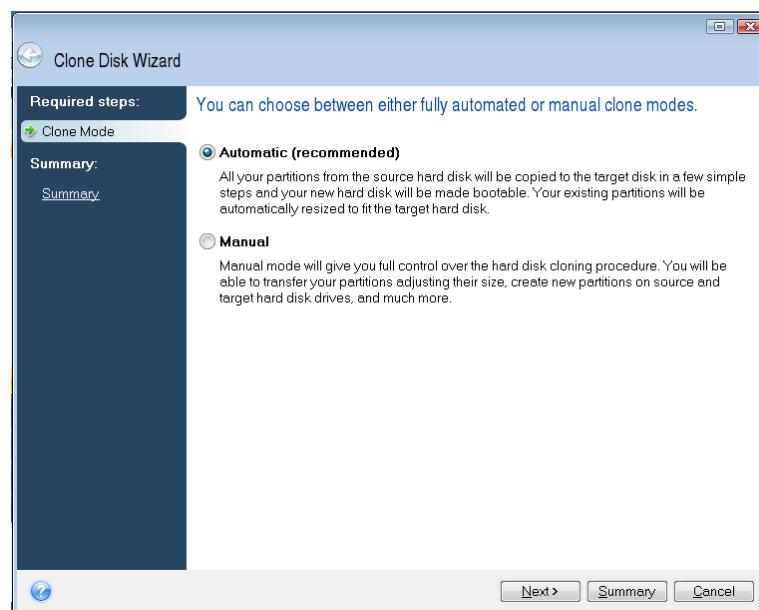 Clone Disk Wizard
Required steps:
Clone Mode
Summary:
Summary
You can choose between either fully automated or manual clone modes.
Automatic (recommended)
All your partitions from the source hard disk will be copied to the target disk in a few simple
steps and your new hard disk will be made bootable. Your existing partitions will be
automatically resized to fit the target hard disk.
Manual
Manual mode will give you full control over the hard disk cloning procedure. You will be
able to transfer your partitions adjusting their size, create new partitions on source and
target hard disk drives, and much more.
?
Next >
Summary
Cancel